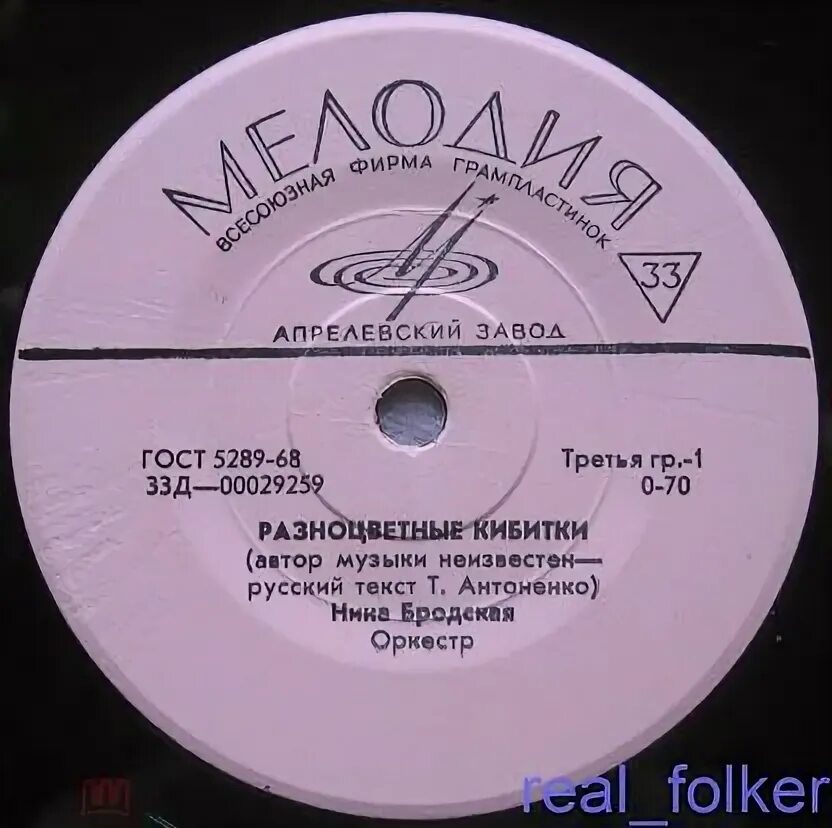 МЕЛОДИЯ
ВСЕСОЮЗНАЯ ФИРМА ГРАМПЛАСТИНОК
33
АПРЕЛЕВСКИЙ ЗАВОД
ГОСТ 5289-68
Третья гр.-1
33Д—00029259
0-70
РАЗНОЦВЕТНЫЕ КИБИТКИ
(автор музыки неизвестен—
русский текст Т. Антоненко)
Нина Бродская
Оркестр
real_folker